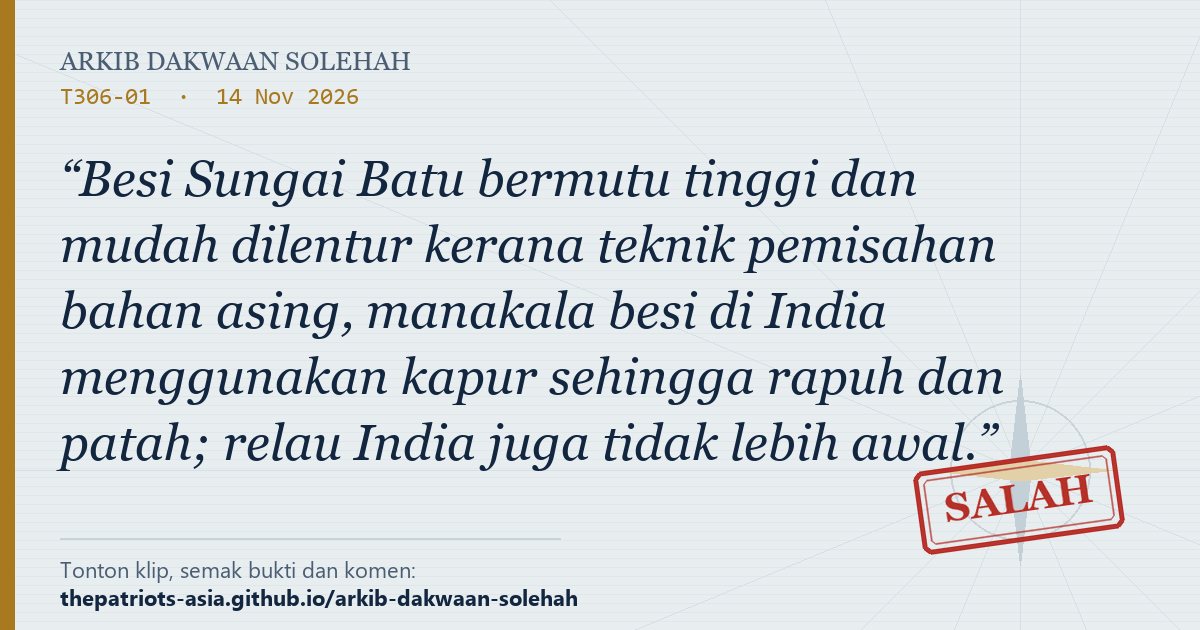 ARKIB DAKWAAN SOLEHAH
T306-01 · 14 Nov 2026
“Besi Sungai Batu bermutu tinggi dan
mudah dilentur kerana teknik pemisahan
bahan asing, manakala besi di India
menggunakan kapur sehingga rapuh dan
patah; relau India juga tidak lebih awal.”
SALAH
Tonton klip, semak bukti dan komen:
thepatriots-asia.github.io/arkib-dakwaan-solehah